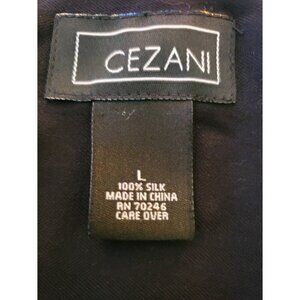 CEZANI
L
100% SILK
MADE IN CHINA
RN 70246
CARE OVER